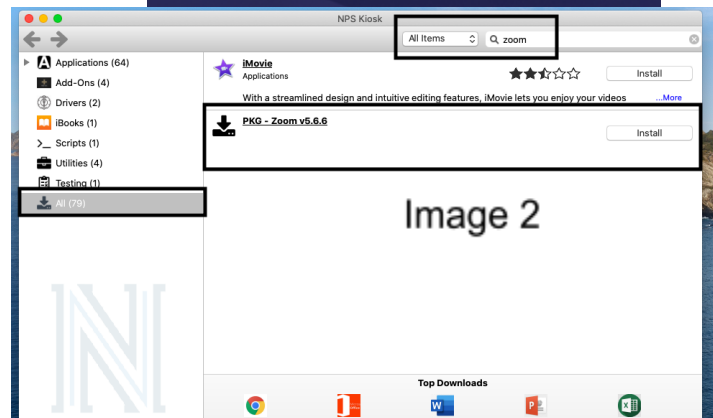 NPS Kiosk
All Items
zoom
Applications (64)
Add-Ons (4)
Drivers (2)
iBooks (1)
Scripts (1)
Utilities (4)
Testing (1)
All (79)
iMovie
Applications
Install
With a streamlined design and intuitive editing features, iMovie lets you enjoy your videos ...More
PKG - Zoom v5.6.6
Install
Image 2
N
Top Downloads